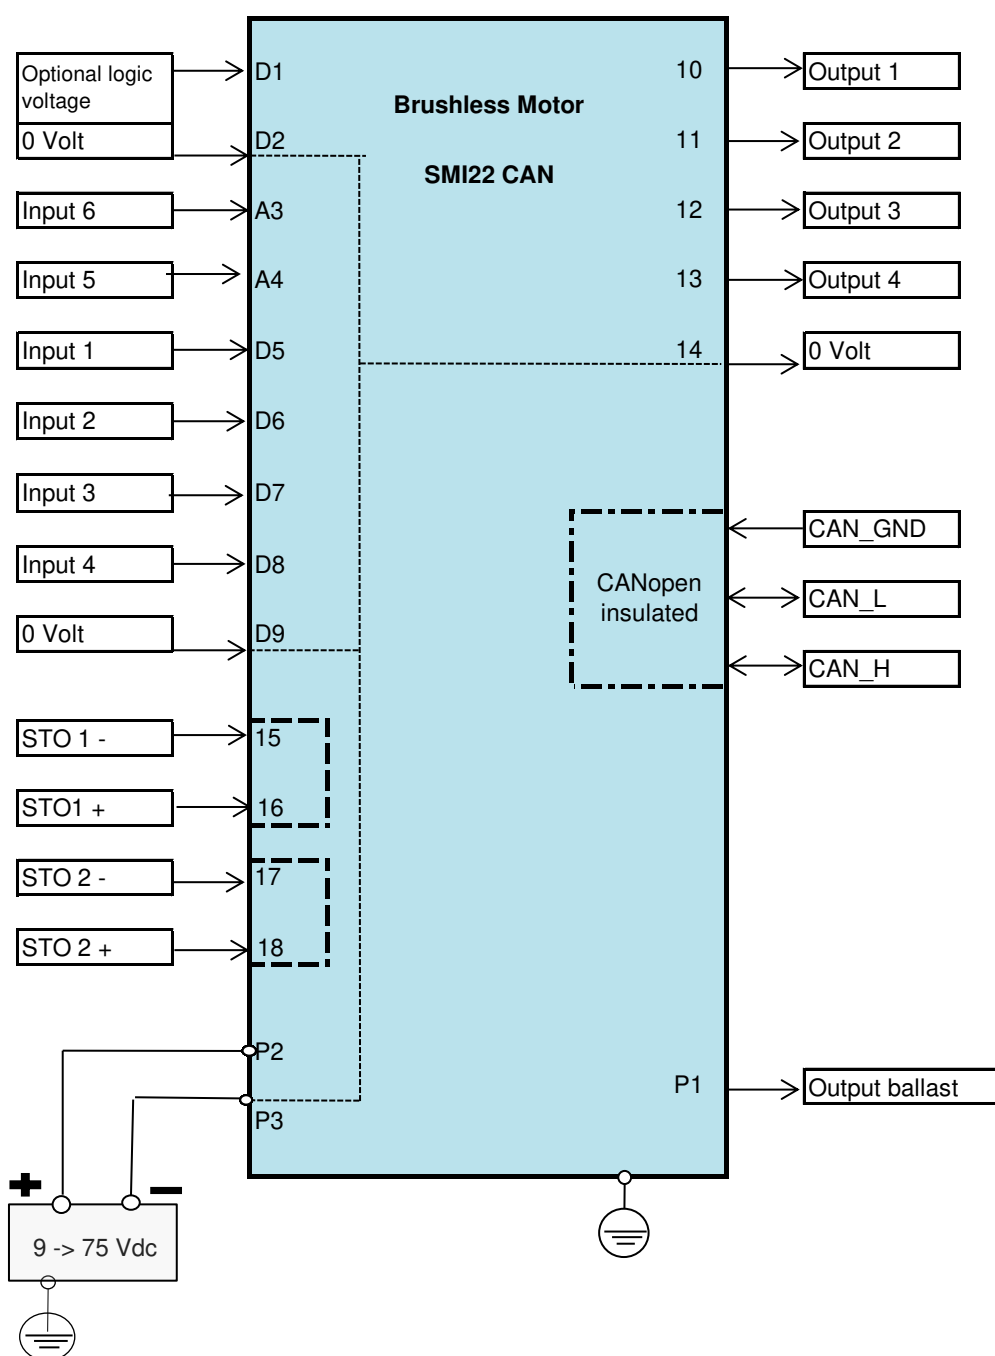 Optional logic
voltage
0 Volt
Input 6
Input 5
Input 1
Input 2
Input 3
Input 4
0 Volt
STO 1 -
STO1 +
STO 2 -
STO 2 +
D1
D2
A3
A4
D5
D6
D7
D8
D9
15
16
17
18
P2
P3
Brushless Motor
SMI22 CAN
CANopen
insulated
10
11
12
13
14
P1
Output 1
Output 2
Output 3
Output 4
0 Volt
CAN_GND
CAN_L
CAN_H
Output ballast
+ -
9 -> 75 Vdc